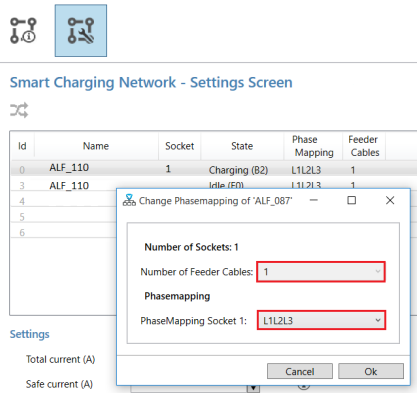 Smart Charging Network - Settings Screen
Id Name Socket State Phase Mapping Feeder Cables
0 ALF_110 1 Charging (B2) L1L2L3 1
3 ALF_110 Idle (E0) L1L2L3 1
4
5
6
Change Phasemapping of 'ALF_087'
Number of Sockets: 1
Number of Feeder Cables: 1
Phasemapping
PhaseMapping Socket 1: L1L2L3
Cancel Ok
Settings
Total current (A)
Safe current (A)